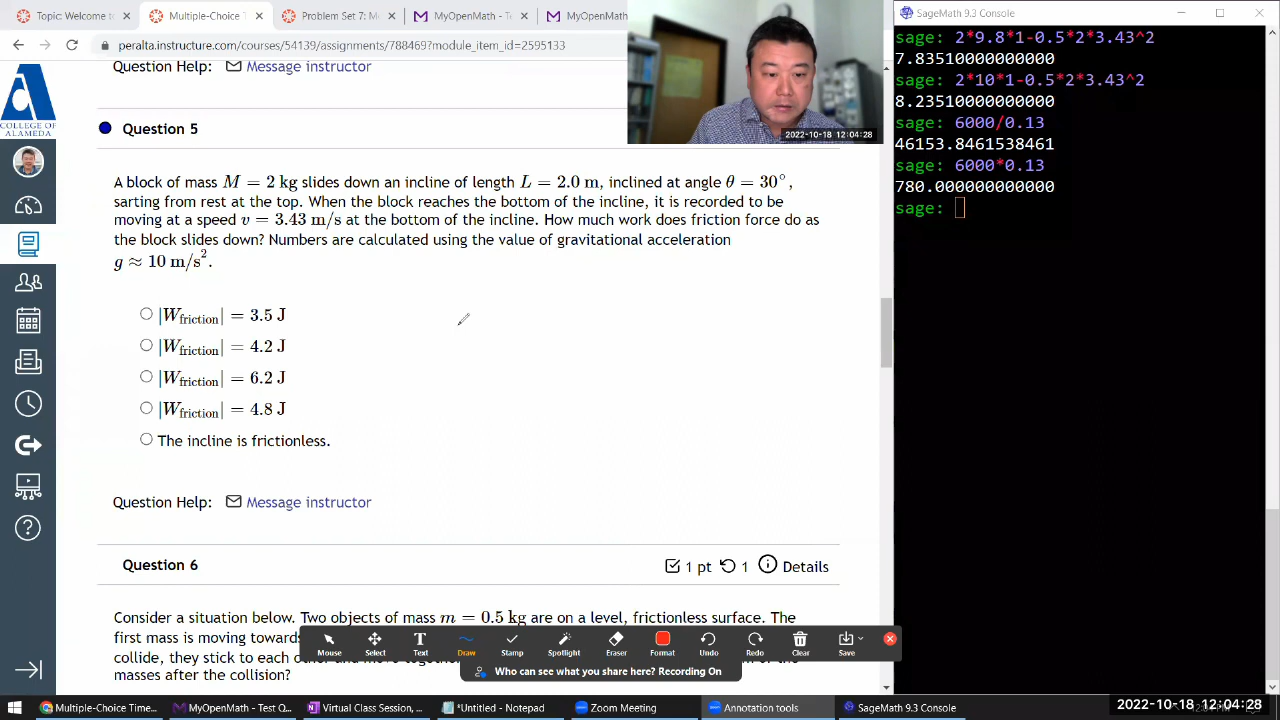 Topic Welcome
Multiple
oblem Set 7.
MyOpenMath
peralta.instru
courses/54130/assignments/
Question Help: Message instructor
COLLEGE OF
ALAMEDA
Question 5
A block of mass M = 2 kg slides down an incline of length L = 2.0 m, inclined at angle θ = 30°,
sarting from rest at the top. When the block reaches the bottom of the incline, it is recorded to be
moving at a speed v = 3.43 m/s at the bottom of the incline. How much work does friction force do as
the block slides down? Numbers are calculated using the value of gravitational acceleration
g ≈ 10 m/s².
|Wfriction| = 3.5 J
|Wfriction| = 4.2 J
|Wfriction| = 6.2 J
|Wfriction| = 4.8 J
The incline is frictionless.
Question Help: Message instructor
Question 6 1 pt 1 Details
Consider a situation below. Two objects of mass m = 0.5 kg are on a level, frictionless surface. The
first mass is moving towards
collide, they stick to each
masses after the collision?
Mouse Select Text Draw Stamp Spotlight Eraser Format Undo Redo Clear Save
Who can see what you share here? Recording On
2022-10-18 12:04:28
SageMath 9.3 Console
sage: 2*9.8*1-0.5*2*3.43^2
7.83510000000000
sage: 2*10*1-0.5*2*3.43^2
8.23510000000000
sage: 6000/0.13
46153.8461538461
sage: 6000*0.13
780.000000000000
sage:
Multiple-Choice Time... MyOpenMath - Test Q... Virtual Class Session, ... *Untitled - Notepad Zoom Meeting Annotation tools SageMath 9.3 Console
2022-10-18 12:04:28